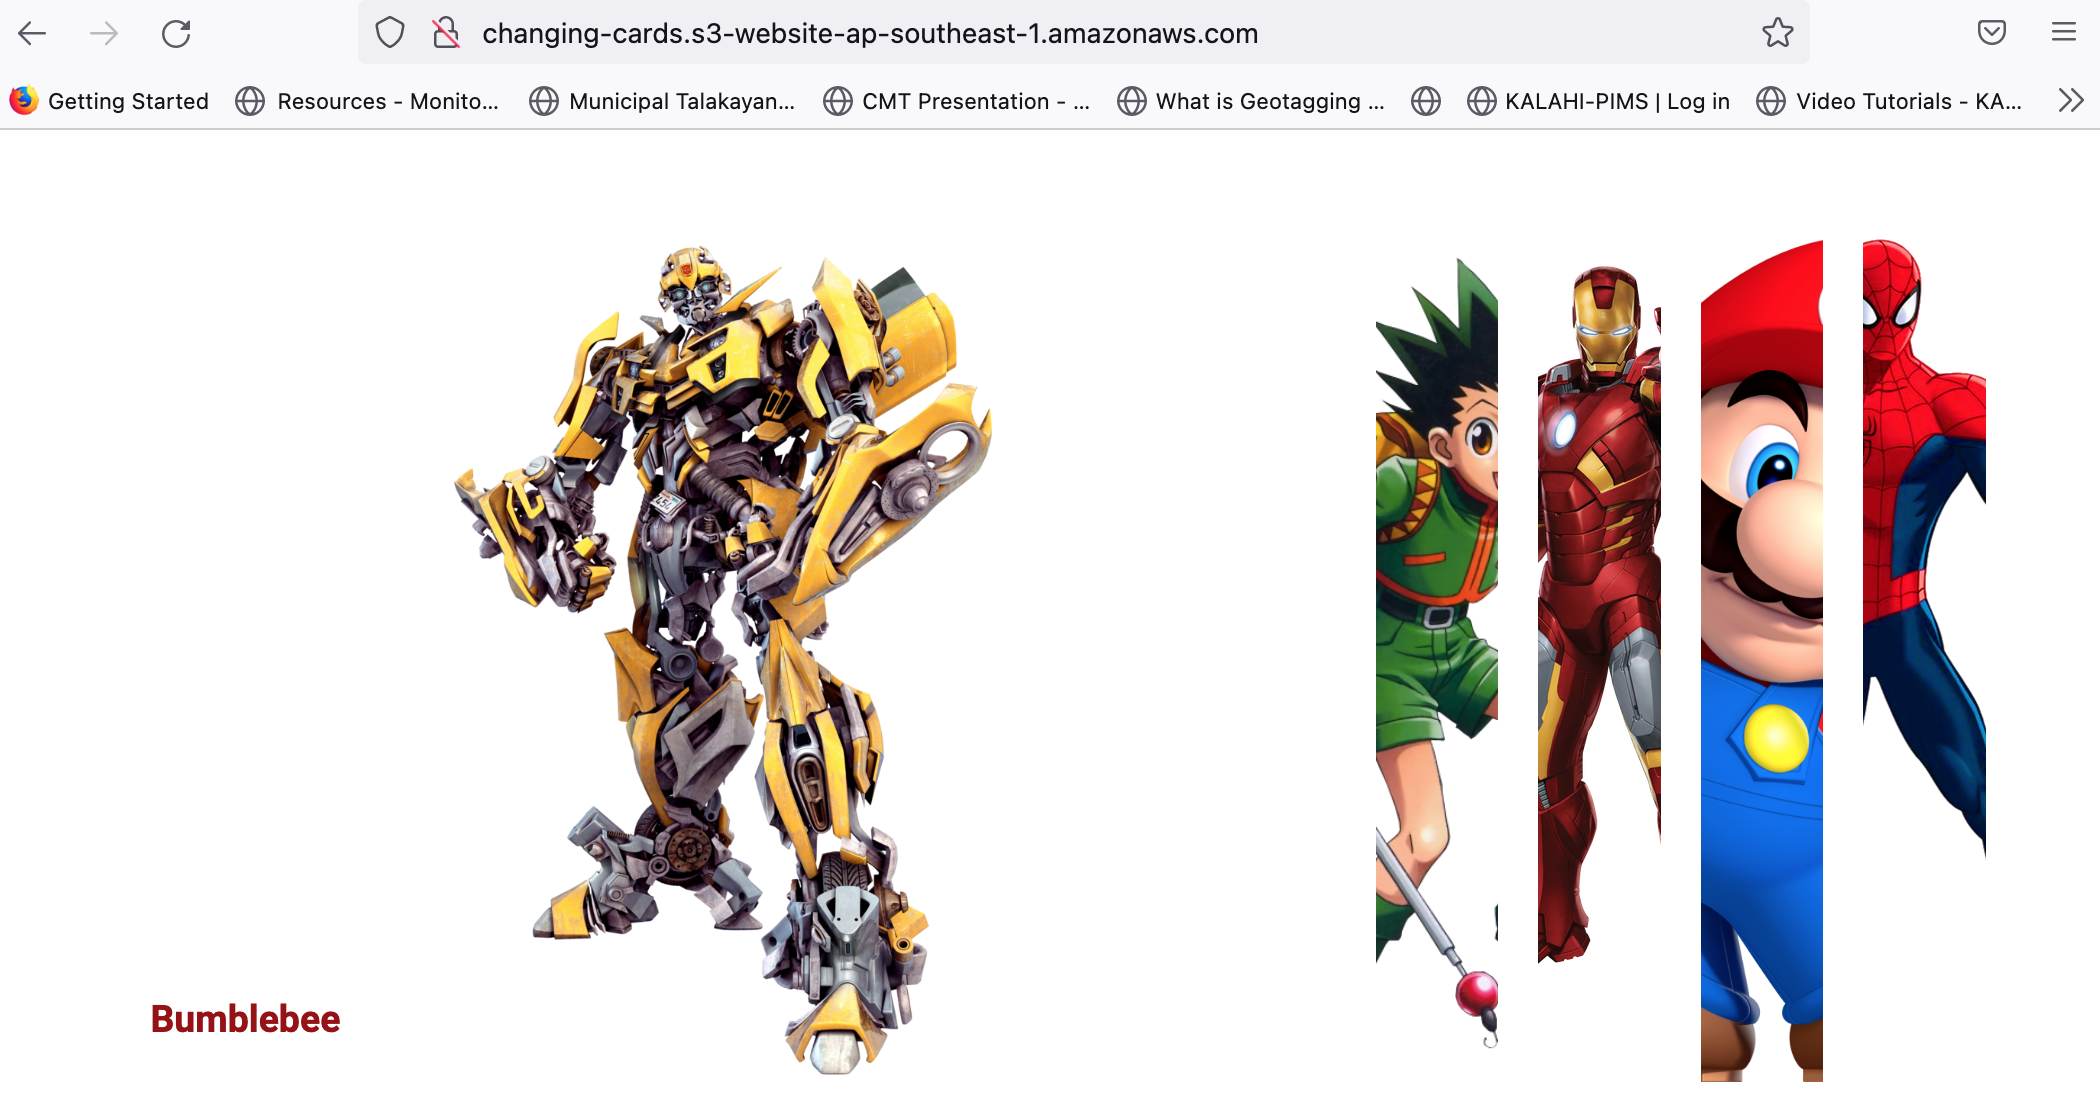 changing-cards.s3-website-ap-southeast-1.amazonaws.com
Getting Started Resources - Monito... Municipal Talakayan... CMT Presentation - ... What is Geotagging ... KALAHI-PIMS | Log in Video Tutorials - KA...
Bumblebee